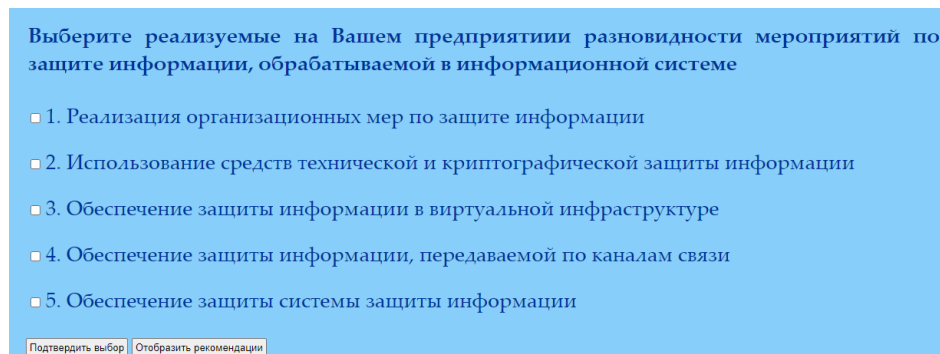 Выберите реализуемые на Вашем предприятиии разновидности мероприятий по
защите информации, обрабатываемой в информационной системе
1. Реализация организационных мер по защите информации
2. Использование средств технической и криптографической защиты информации
3. Обеспечение защиты информации в виртуальной инфраструктуре
4. Обеспечение защиты информации, передаваемой по каналам связи
5. Обеспечение защиты системы защиты информации
Подтвердить выбор Отобразить рекомендации